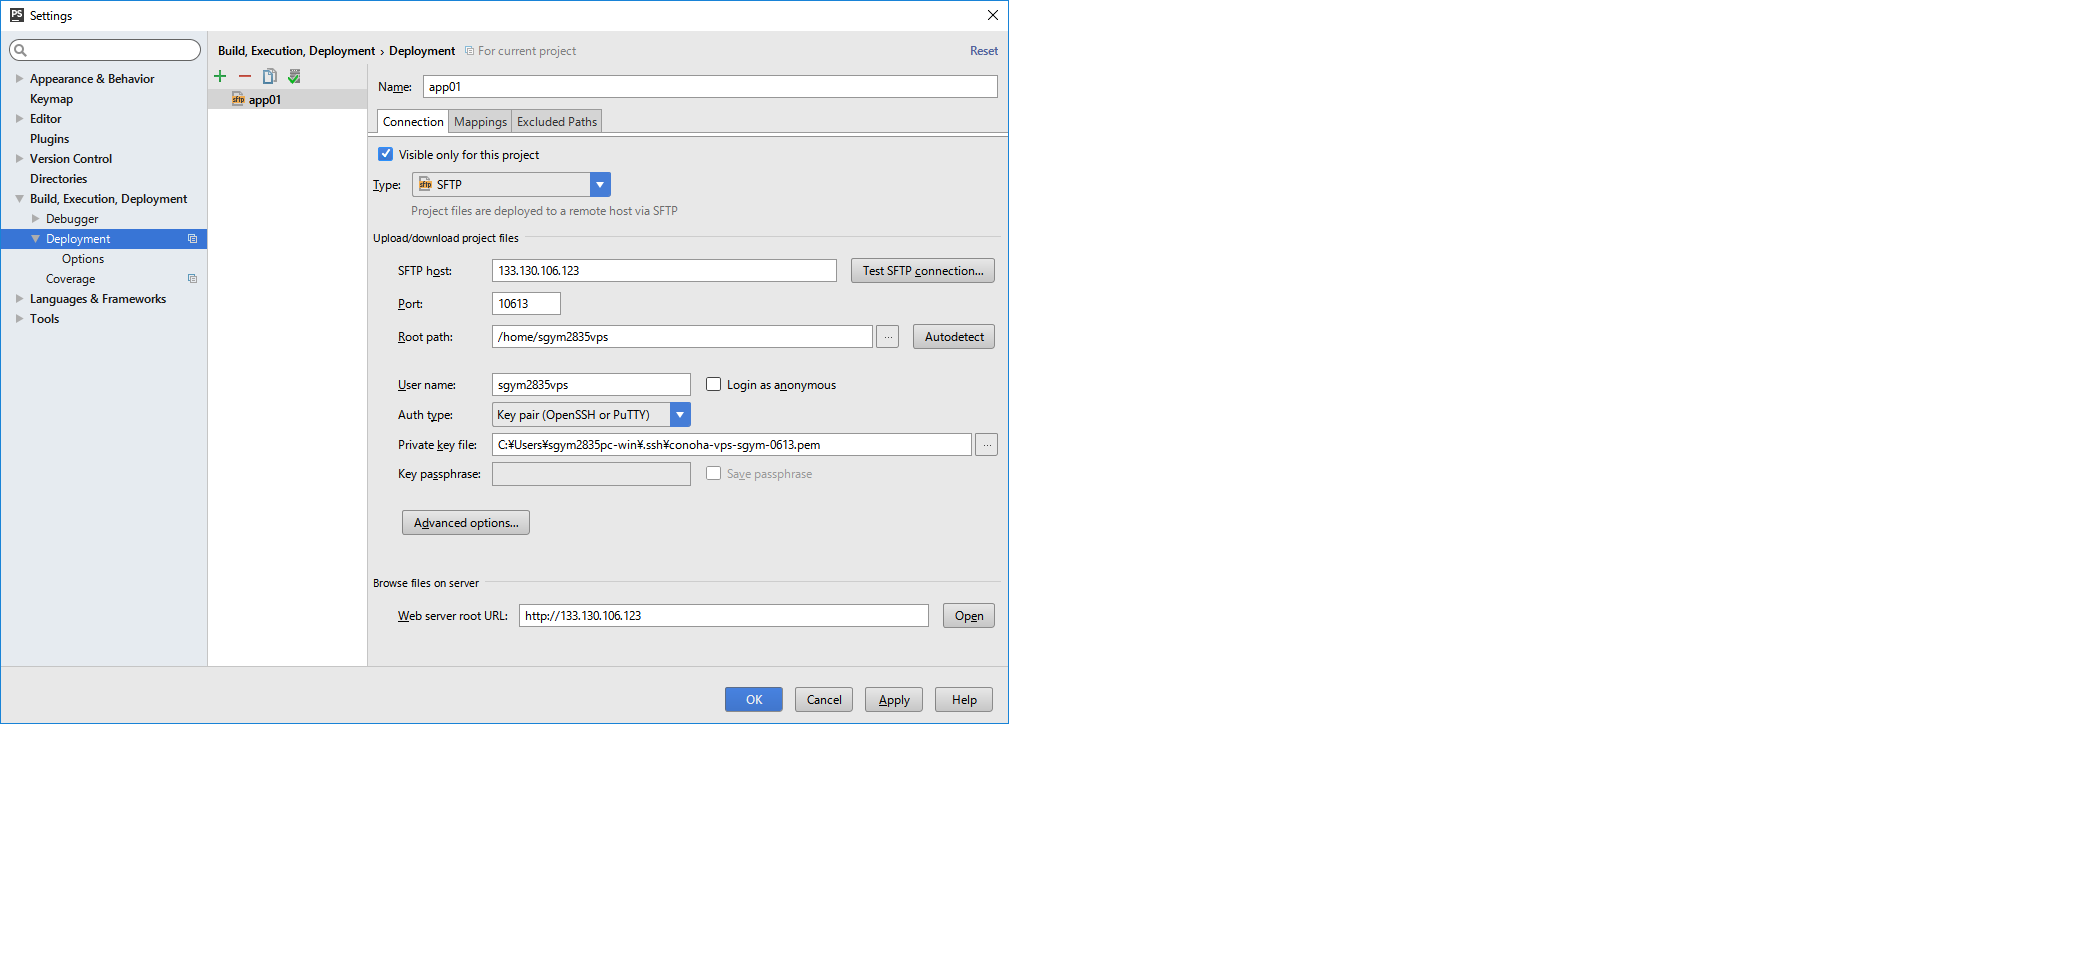 PS Settings
Build, Execution, Deployment › Deployment For current project Reset
Appearance & Behavior
Keymap
Editor
Plugins
Version Control
Directories
Build, Execution, Deployment
Debugger
Deployment
Options
Coverage
Languages & Frameworks
Tools
sftp app01
Name: app01
Connection Mappings Excluded Paths
Visible only for this project
Type: sftp SFTP
Project files are deployed to a remote host via SFTP
Upload/download project files
SFTP host: 133.130.106.123 Test SFTP connection...
Port: 10613
Root path: /home/sgym2835vps ... Autodetect
User name: sgym2835vps Login as anonymous
Auth type: Key pair (OpenSSH or PuTTY)
Private key file: C:¥Users¥sgym2835pc-win¥.ssh¥conoha-vps-sgym-0613.pem ...
Key passphrase: Save passphrase
Advanced options...
Browse files on server
Web server root URL: http://133.130.106.123 Open
OK Cancel Apply Help